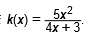 k(x) = 5x²/(4x + 3).